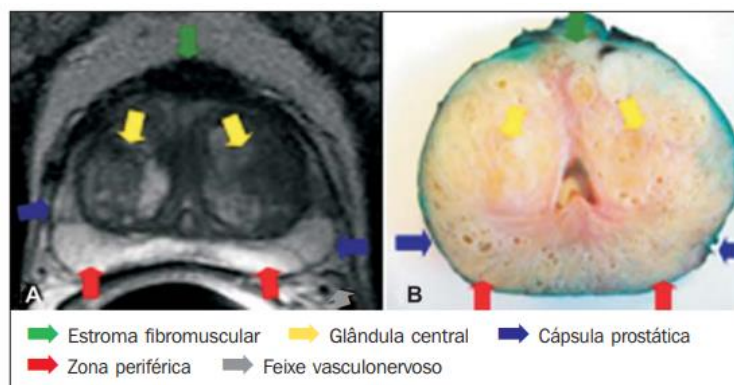 A
B
Estroma fibromuscular Glândula central Cápsula prostática
Zona periférica Feixe vasculonervoso